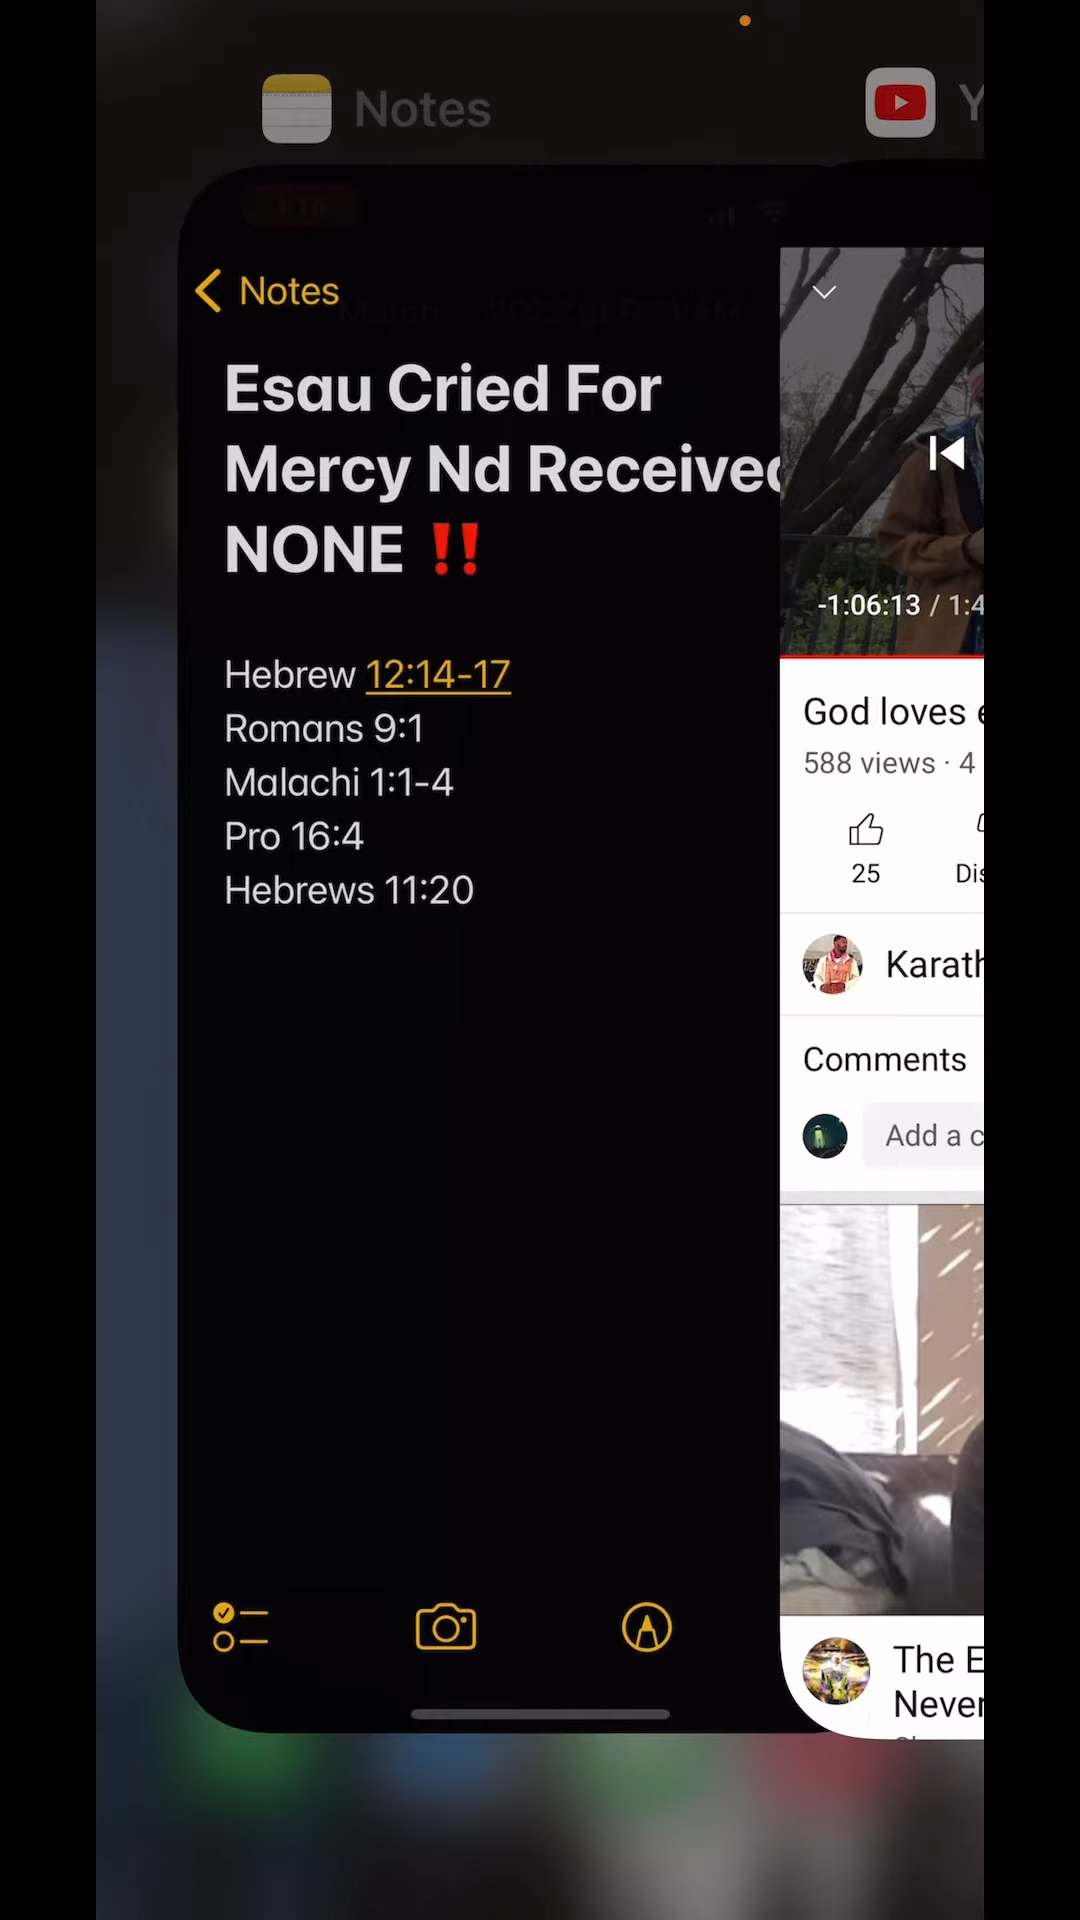 Notes
Notes
Esau Cried For
Mercy Nd Received
NONE ‼️
Hebrew 12:14-17
Romans 9:1
Malachi 1:1-4
Pro 16:4
Hebrews 11:20
-1:06:13 / 1:4
God loves e
588 views · 4
25
Dis
Karath
Comments
Add a c
The E
Never